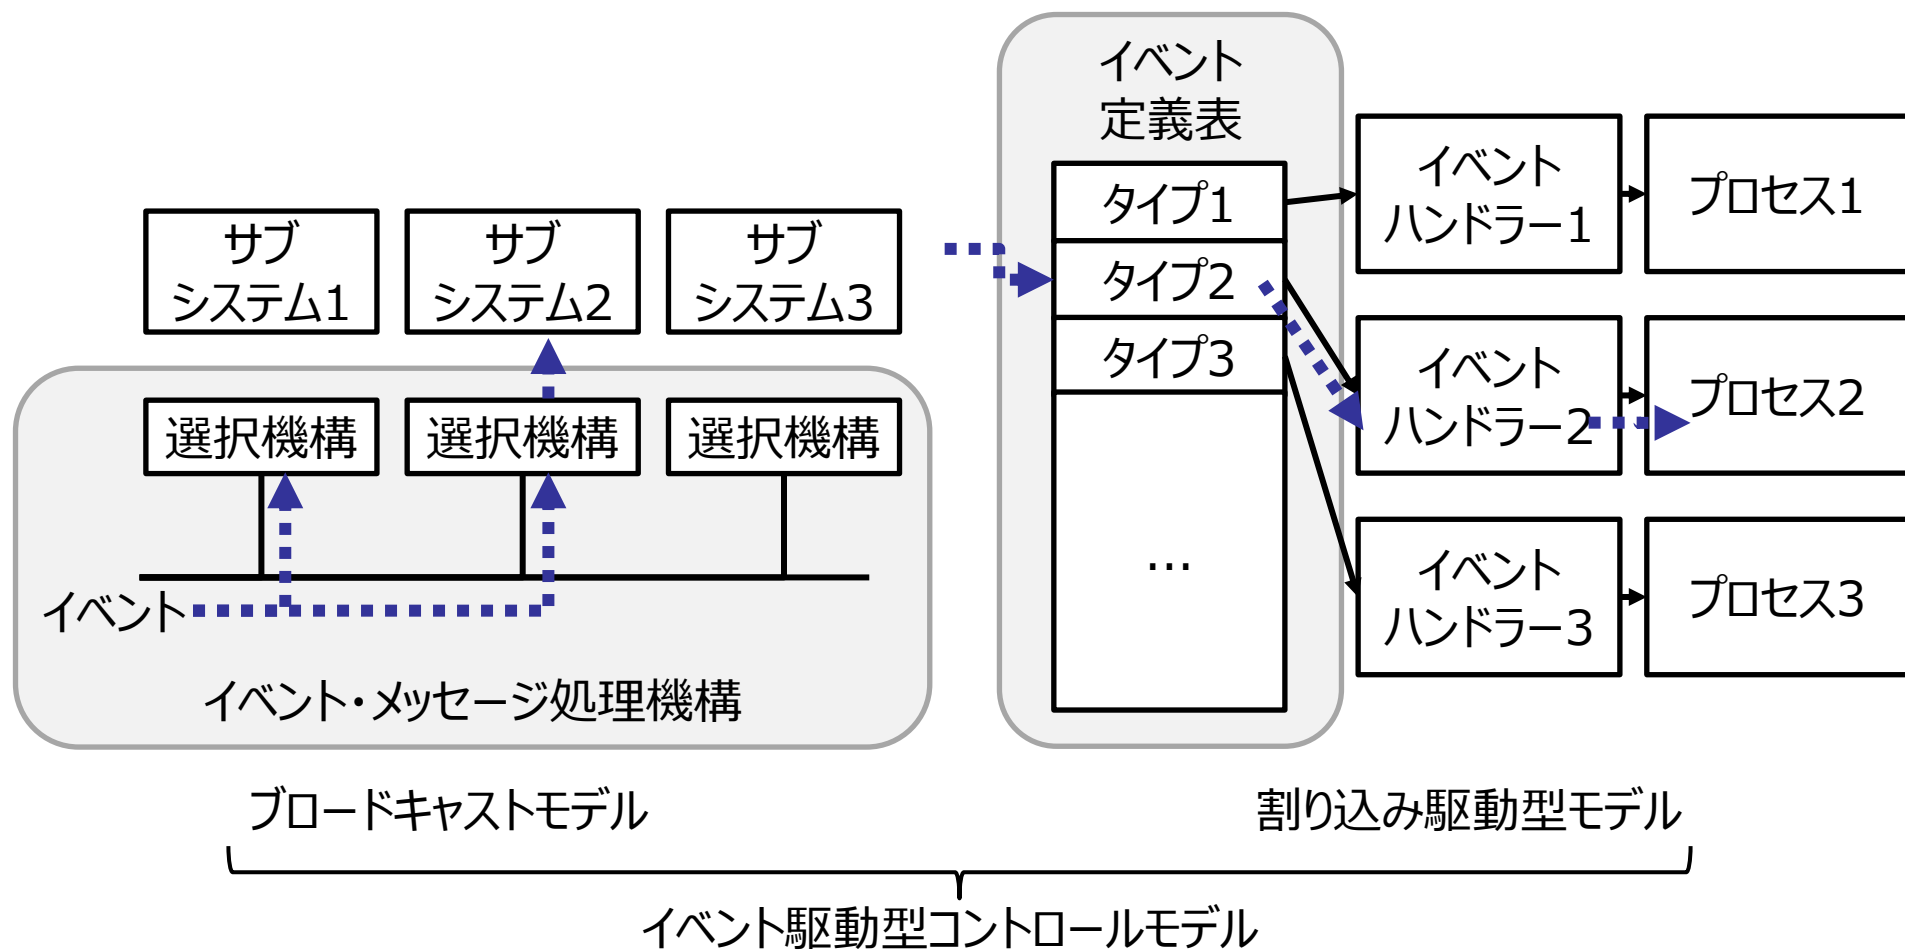 サブ
システム1
サブ
システム2
サブ
システム3
選択機構
選択機構
選択機構
イベント
イベント・メッセージ処理機構
ブロードキャストモデル
イベント
定義表
タイプ1
タイプ2
タイプ3
…
イベント
ハンドラー1
プロセス1
イベント
ハンドラー2
プロセス2
イベント
ハンドラー3
プロセス3
割り込み駆動型モデル
イベント駆動型コントロールモデル